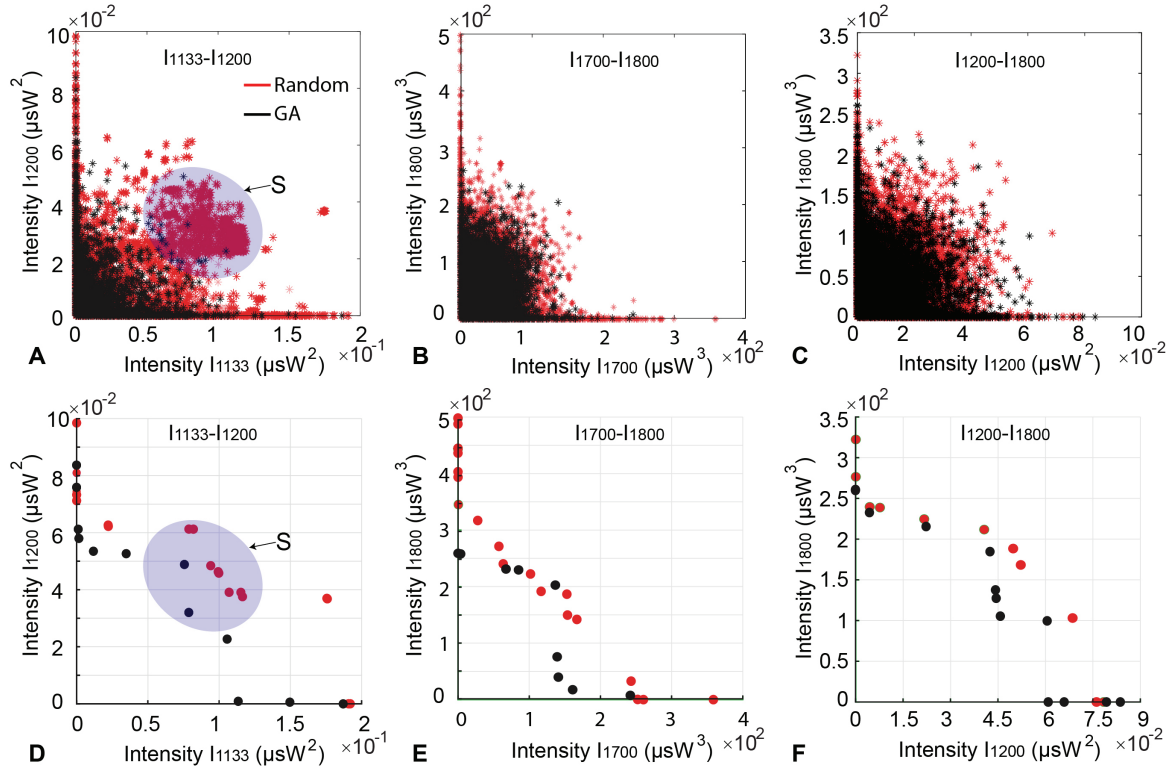 ×10⁻²
10
8
6
4
2
0
Intensity I1200 (μsW²)
I1133-I1200
Random
GA
S
0 0.5 1 1.5 2
A Intensity I1133 (μsW²) ×10⁻¹
×10²
5
4
3
2
1
0
Intensity I1800 (μsW³)
I1700-I1800
0 1 2 3 4
B Intensity I1700 (μsW³) ×10²
×10²
3.5
3
2.5
2
1.5
1
0.5
0
Intensity I1800 (μsW³)
I1200-I1800
0 2 4 6 8 10
C Intensity I1200 (μsW²) ×10⁻²
×10⁻²
10
8
6
4
2
0
Intensity I1200 (μsW²)
I1133-I1200
S
0 0.5 1 1.5 2
D Intensity I1133 (μsW²) ×10⁻¹
×10²
5
4
3
2
1
0
Intensity I1800 (μsW³)
I1700-I1800
0 1 2 3 4
E Intensity I1700 (μsW³) ×10²
×10²
3.5
3
2.5
2
1.5
1
0.5
0
Intensity I1800 (μsW³)
I1200-I1800
0 1.5 3 4.5 6 7.5 9
F Intensity I1200 (μsW²) ×10⁻²